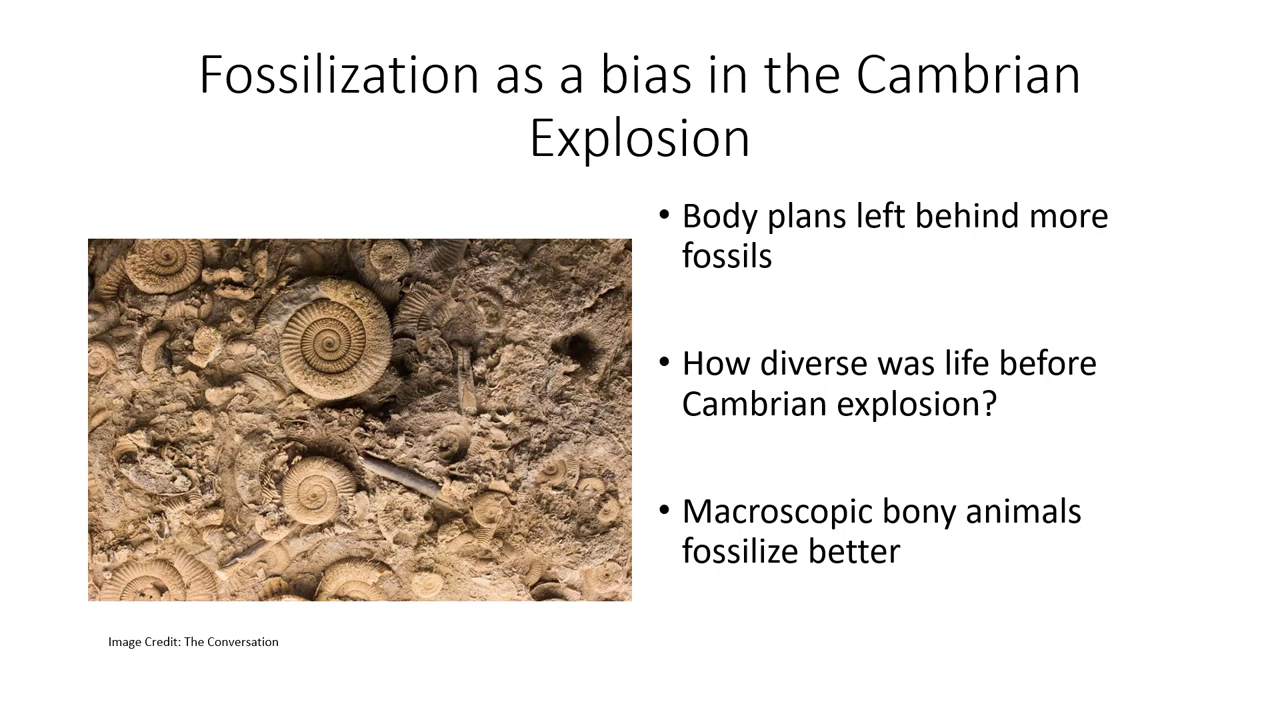 Fossilization as a bias in the Cambrian
Explosion
• Body plans left behind more
fossils
• How diverse was life before
Cambrian explosion?
• Macroscopic bony animals
fossilize better
Image Credit: The Conversation